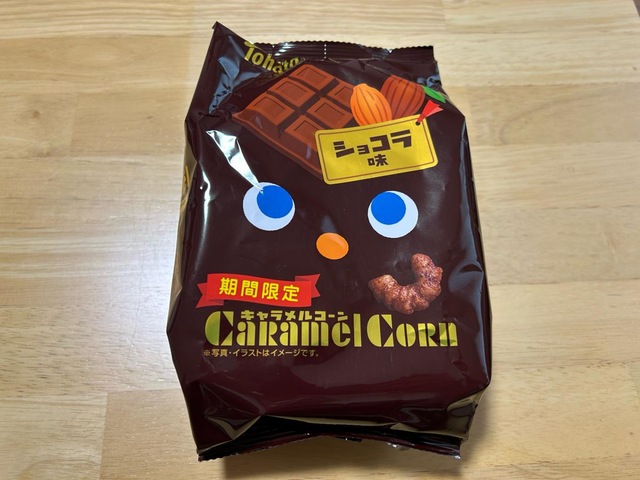 Tohato
ショコラ
味
期間限定
キャラメルコーン
Caramel Corn
※写真・イラストはイメージです。